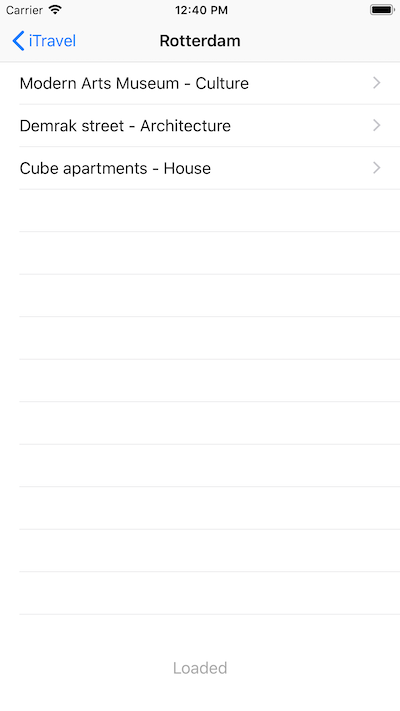 Carrier 12:40 PM
iTravel Rotterdam
Modern Arts Museum - Culture
Demrak street - Architecture
Cube apartments - House
Loaded